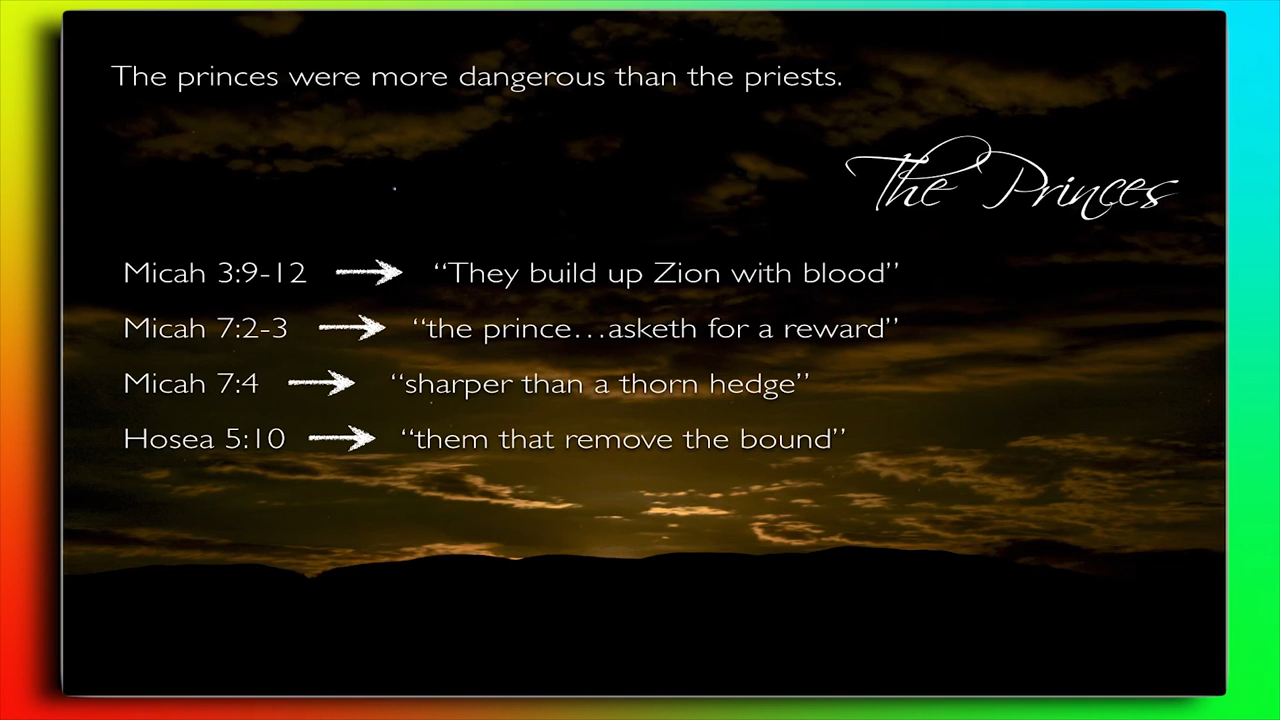 The princes were more dangerous than the priests.
The Princes
Micah 3:9-12 → “They build up Zion with blood”
Micah 7:2-3 → “the prince…asketh for a reward”
Micah 7:4 → “sharper than a thorn hedge”
Hosea 5:10 → “them that remove the bound”